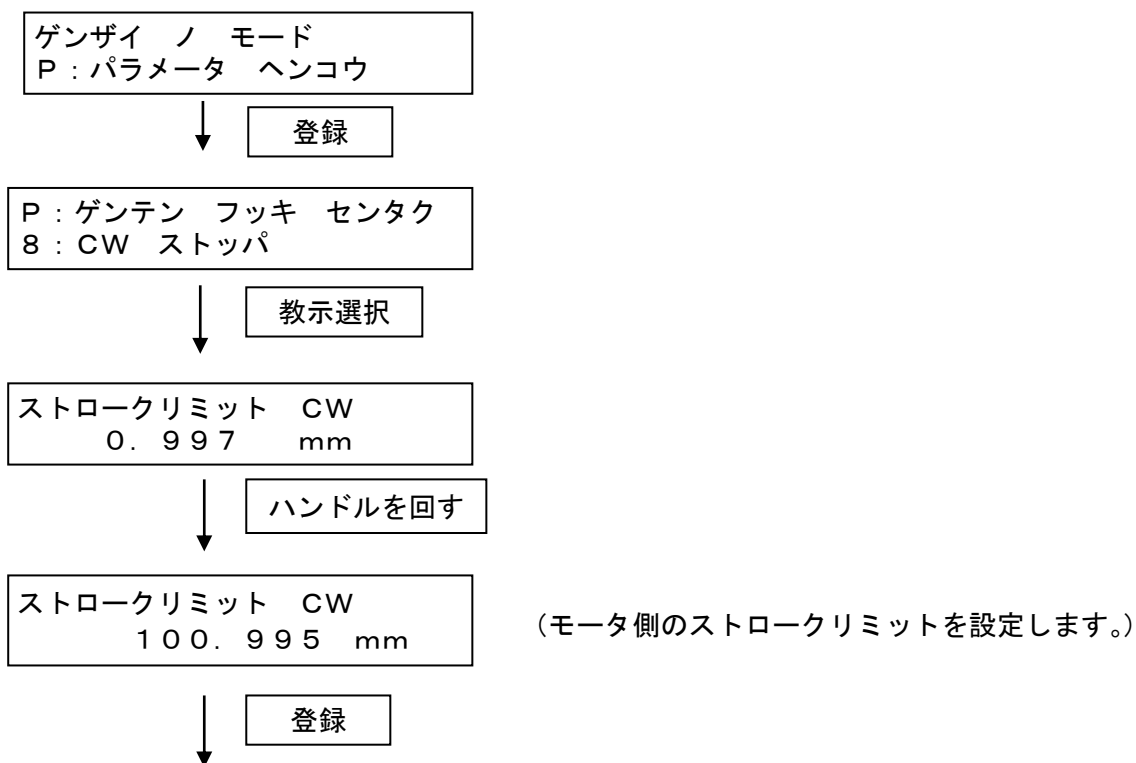 ゲンザイ ノ モード
P:パラメータ ヘンコウ
登録
P:ゲンテン フッキ センタク
8:CW ストッパ
教示選択
ストロークリミット CW
0.997 mm
ハンドルを回す
ストロークリミット CW
100.995 mm
(モータ側のストロークリミットを設定します。)
登録